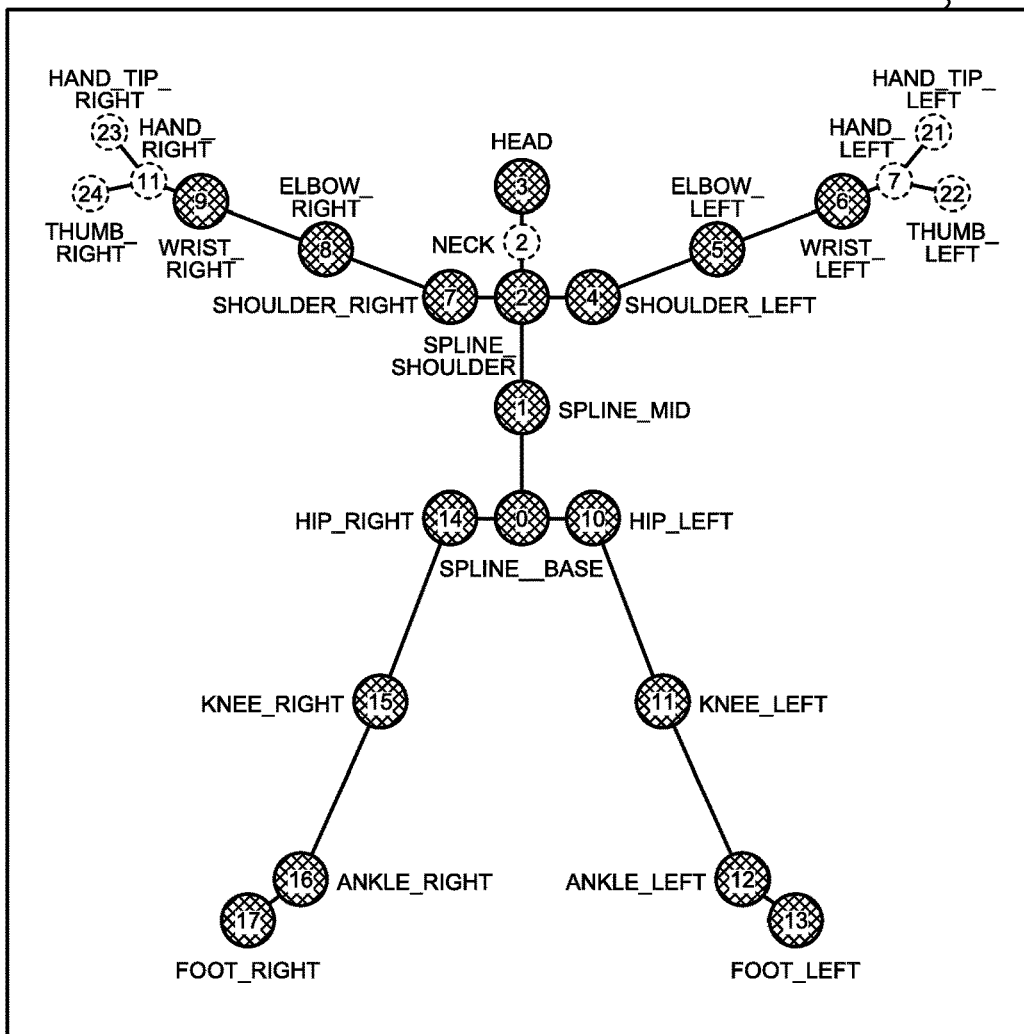 HAND_TIP_
RIGHT
23
HAND_
RIGHT
11
24
THUMB_
RIGHT
9
WRIST_
RIGHT
ELBOW_
RIGHT
8
HEAD
3
NECK
2
HAND_TIP_
LEFT
21
HAND_
LEFT
7
22
THUMB_
LEFT
6
WRIST_
LEFT
ELBOW_
LEFT
5
SHOULDER_RIGHT
7
2
4
SHOULDER_LEFT
SPLINE_
SHOULDER
1
SPLINE_MID
HIP_RIGHT
14
0
10
HIP_LEFT
SPLINE__BASE
KNEE_RIGHT
15
11
KNEE_LEFT
16
ANKLE_RIGHT
ANKLE_LEFT
12
17
13
FOOT_RIGHT
FOOT_LEFT